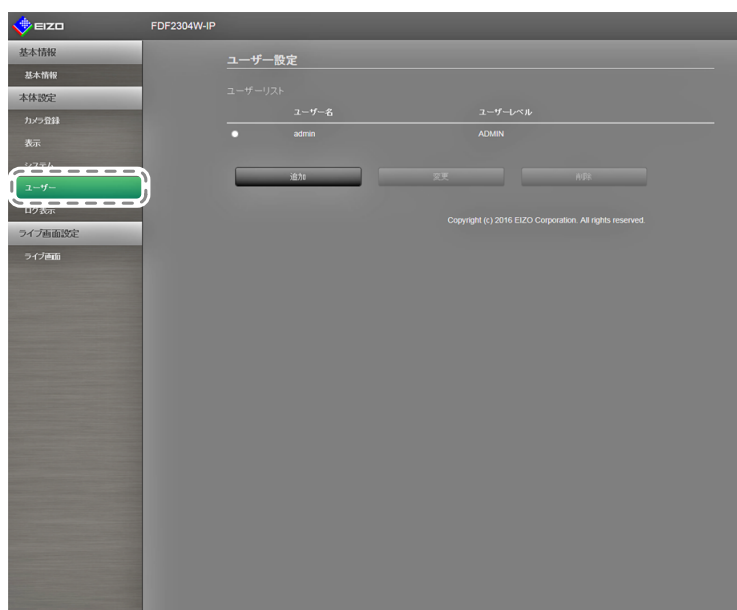 EIZO FDF2304W-IP
基本情報
基本情報
本体設定
カメラ登録
表示
システム
ユーザー
ログ表示
ライブ画面設定
ライブ画面
ユーザー設定
ユーザーリスト
ユーザー名 ユーザーレベル
admin ADMIN
追加 変更 削除
Copyright (c) 2016 EIZO Corporation. All rights reserved.